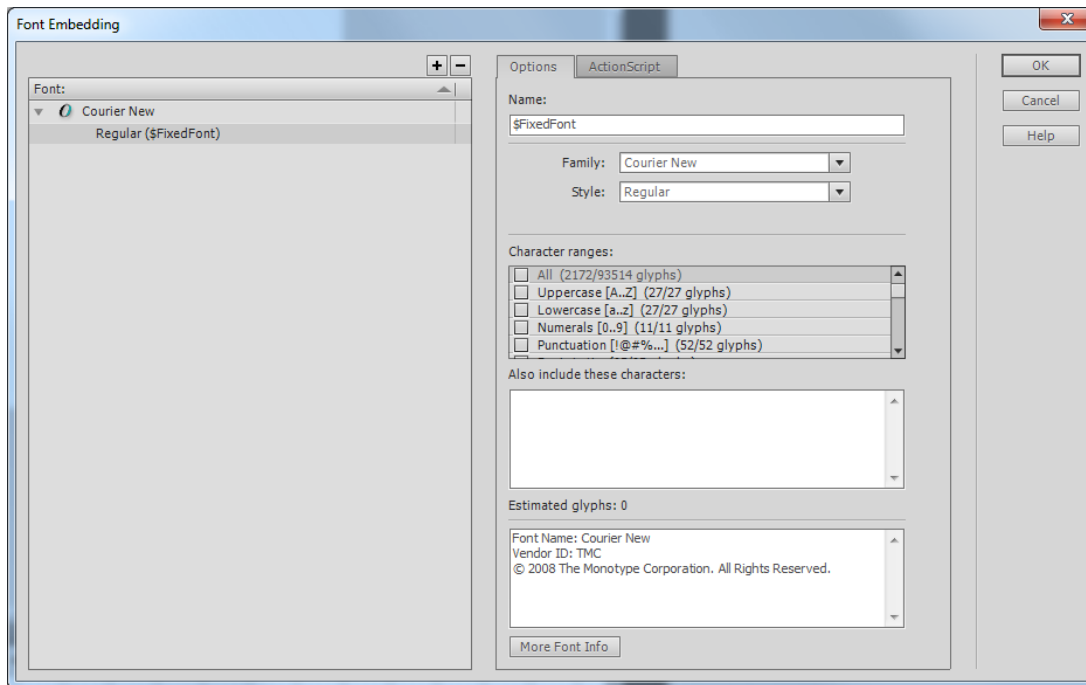 Font Embedding
Font:
Courier New
Regular ($FixedFont)
Options
ActionScript
Name:
$FixedFont
Family:
Courier New
Style:
Regular
Character ranges:
All (2172/93514 glyphs)
Uppercase [A..Z] (27/27 glyphs)
Lowercase [a..z] (27/27 glyphs)
Numerals [0..9] (11/11 glyphs)
Punctuation [!@#%...] (52/52 glyphs)
Also include these characters:
Estimated glyphs: 0
Font Name: Courier New
Vendor ID: TMC
© 2008 The Monotype Corporation. All Rights Reserved.
More Font Info
OK
Cancel
Help